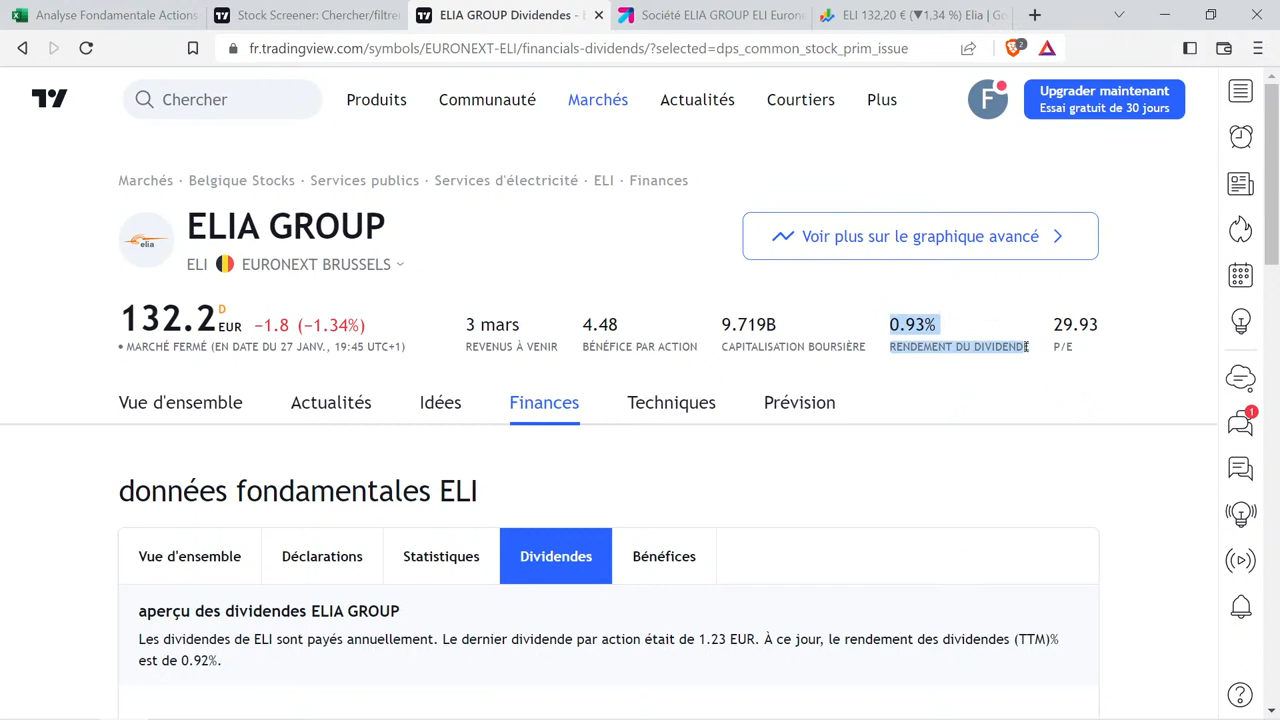 Analyse Fondamentale Actions
Stock Screener: Chercher/filtre
ELIA GROUP Dividendes -
Société ELIA GROUP ELI Euron
ELI 132,20 € (▼1,34 %) Elia | Go
fr.tradingview.com/symbols/EURONEXT-ELI/financials-dividends/?selected=dps_common_stock_prim_issue
2
Chercher
Produits
Communauté
Marchés
Actualités
Courtiers
Plus
F
Upgrader maintenant
Essai gratuit de 30 jours
Marchés · Belgique Stocks · Services publics · Services d'électricité · ELI · Finances
elia
ELIA GROUP
ELI EURONEXT BRUSSELS
Voir plus sur le graphique avancé
132.2 D EUR −1.8 (−1.34%)
• MARCHÉ FERMÉ (EN DATE DU 27 JANV., 19:45 UTC+1)
3 mars
REVENUS À VENIR
4.48
BÉNÉFICE PAR ACTION
9.719B
CAPITALISATION BOURSIÈRE
0.93%
RENDEMENT DU DIVIDENDE
29.93
P/E
Vue d'ensemble
Actualités
Idées
Finances
Techniques
Prévision
1
données fondamentales ELI
Vue d'ensemble
Déclarations
Statistiques
Dividendes
Bénéfices
aperçu des dividendes ELIA GROUP
Les dividendes de ELI sont payés annuellement. Le dernier dividende par action était de 1.23 EUR. À ce jour, le rendement des dividendes (TTM)%
est de 0.92%.